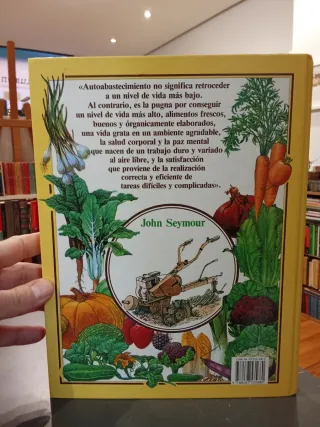 «Autoabastecimiento no significa retroceder
a un nivel de vida más bajo.
Al contrario, es la pugna por conseguir
un nivel de vida más alto, alimentos frescos,
buenos y órganicamente elaborados,
una vida grata en un ambiente agradable,
la salud corporal y la paz mental
que nacen de un trabajo duro y variado
al aire libre, y la satisfacción
que proviene de la realización
correcta y eficiente de
tareas difíciles y complicadas».
John Seymour